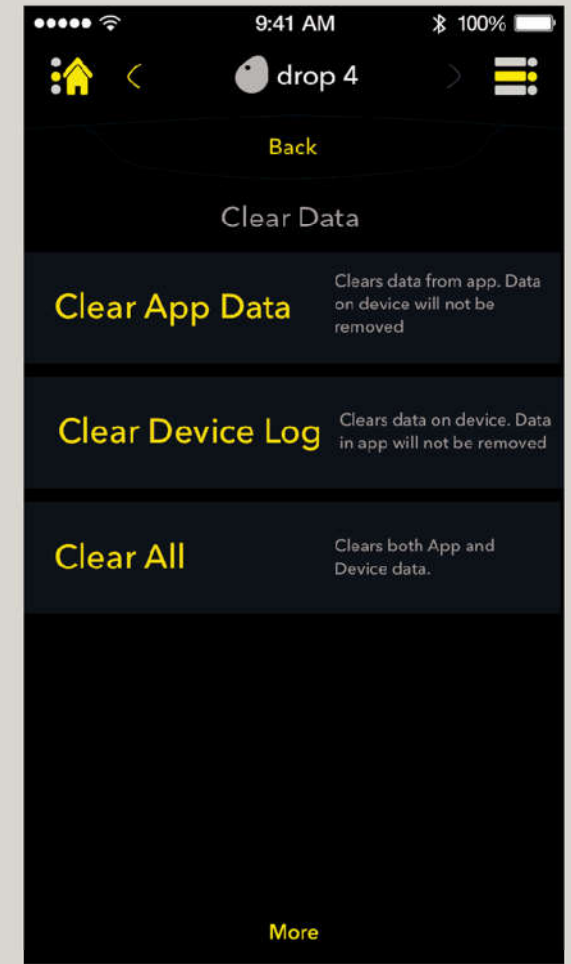 9:41 AM
100%
drop 4
Back
Clear Data
Clear App Data
Clears data from app. Data
on device will not be
removed
Clear Device Log
Clears data on device. Data
in app will not be removed
Clear All
Clears both App and
Device data.
More